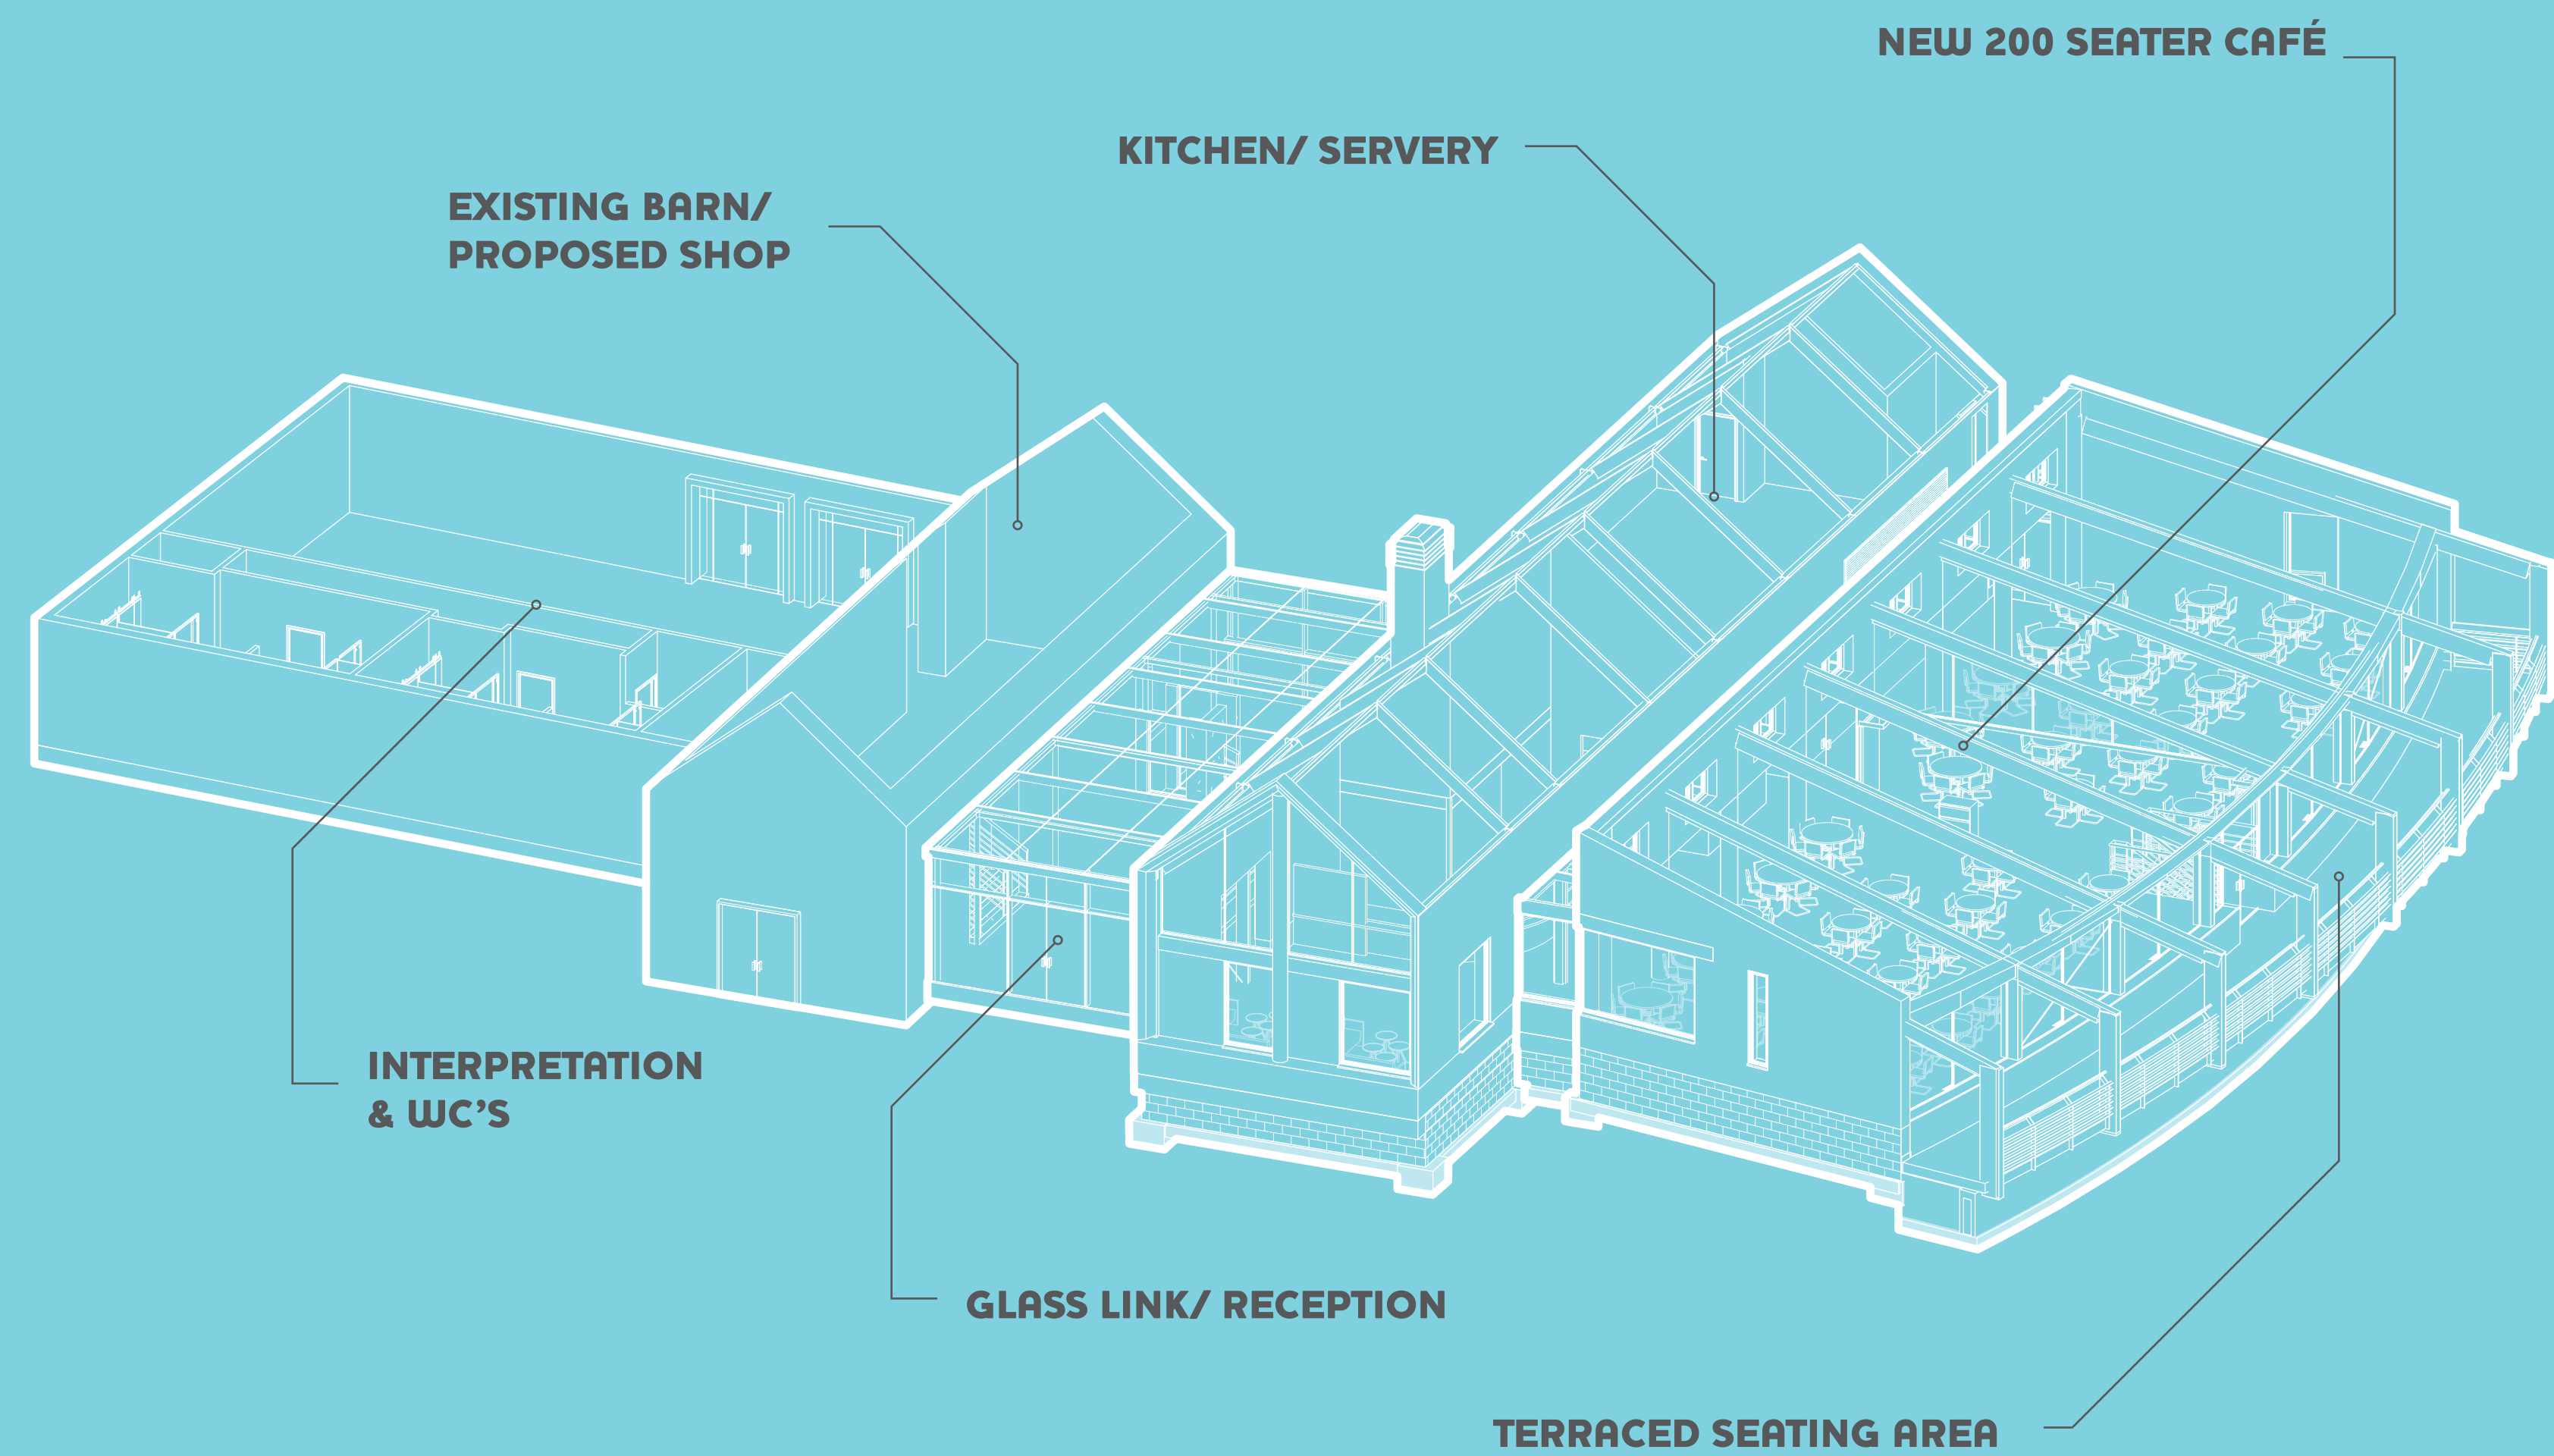 NEW 200 SEATER CAFÉ
KITCHEN/ SERVERY
EXISTING BARN/
PROPOSED SHOP
INTERPRETATION
& WC’S
GLASS LINK/ RECEPTION
TERRACED SEATING AREA